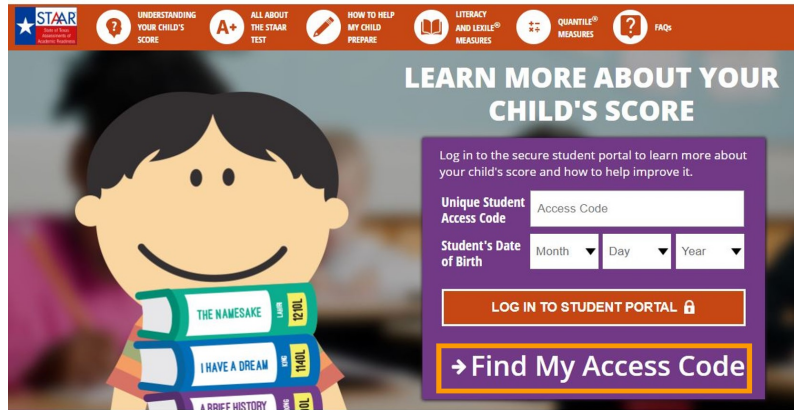 STAAR
State of Texas
Assessments of
Academic Readiness
UNDERSTANDING
YOUR CHILD'S
SCORE
A+
ALL ABOUT
THE STAAR
TEST
HOW TO HELP
MY CHILD
PREPARE
LITERACY
AND LEXILE®
MEASURES
QUANTILE®
MEASURES
FAQs
LEARN MORE ABOUT YOUR
CHILD'S SCORE
Log in to the secure student portal to learn more about
your child's score and how to help improve it.
Unique Student
Access Code
Access Code
Student's Date
of Birth
Month
Day
Year
LOG IN TO STUDENT PORTAL
Find My Access Code
THE NAMESAKE LAHIRI 1210L
I HAVE A DREAM KING 1140L
A BRIEF HISTORY